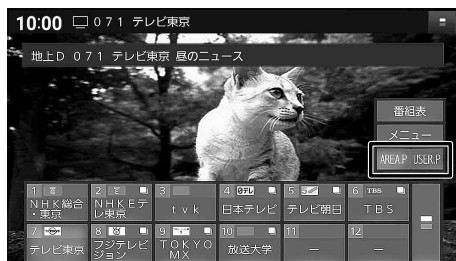 10:00 071 テレビ東京
地上D 071 テレビ東京 昼のニュース
番組表
メニュー
AREA.P USER.P
1 2 3 4 5 6 TBS
NHK総合・東京 NHKEテレ東京 tvk 日本テレビ テレビ朝日 TBS
7 8 9 10 11 12
テレビ東京 フジテレビジョン TOKYO MX 放送大学 － －